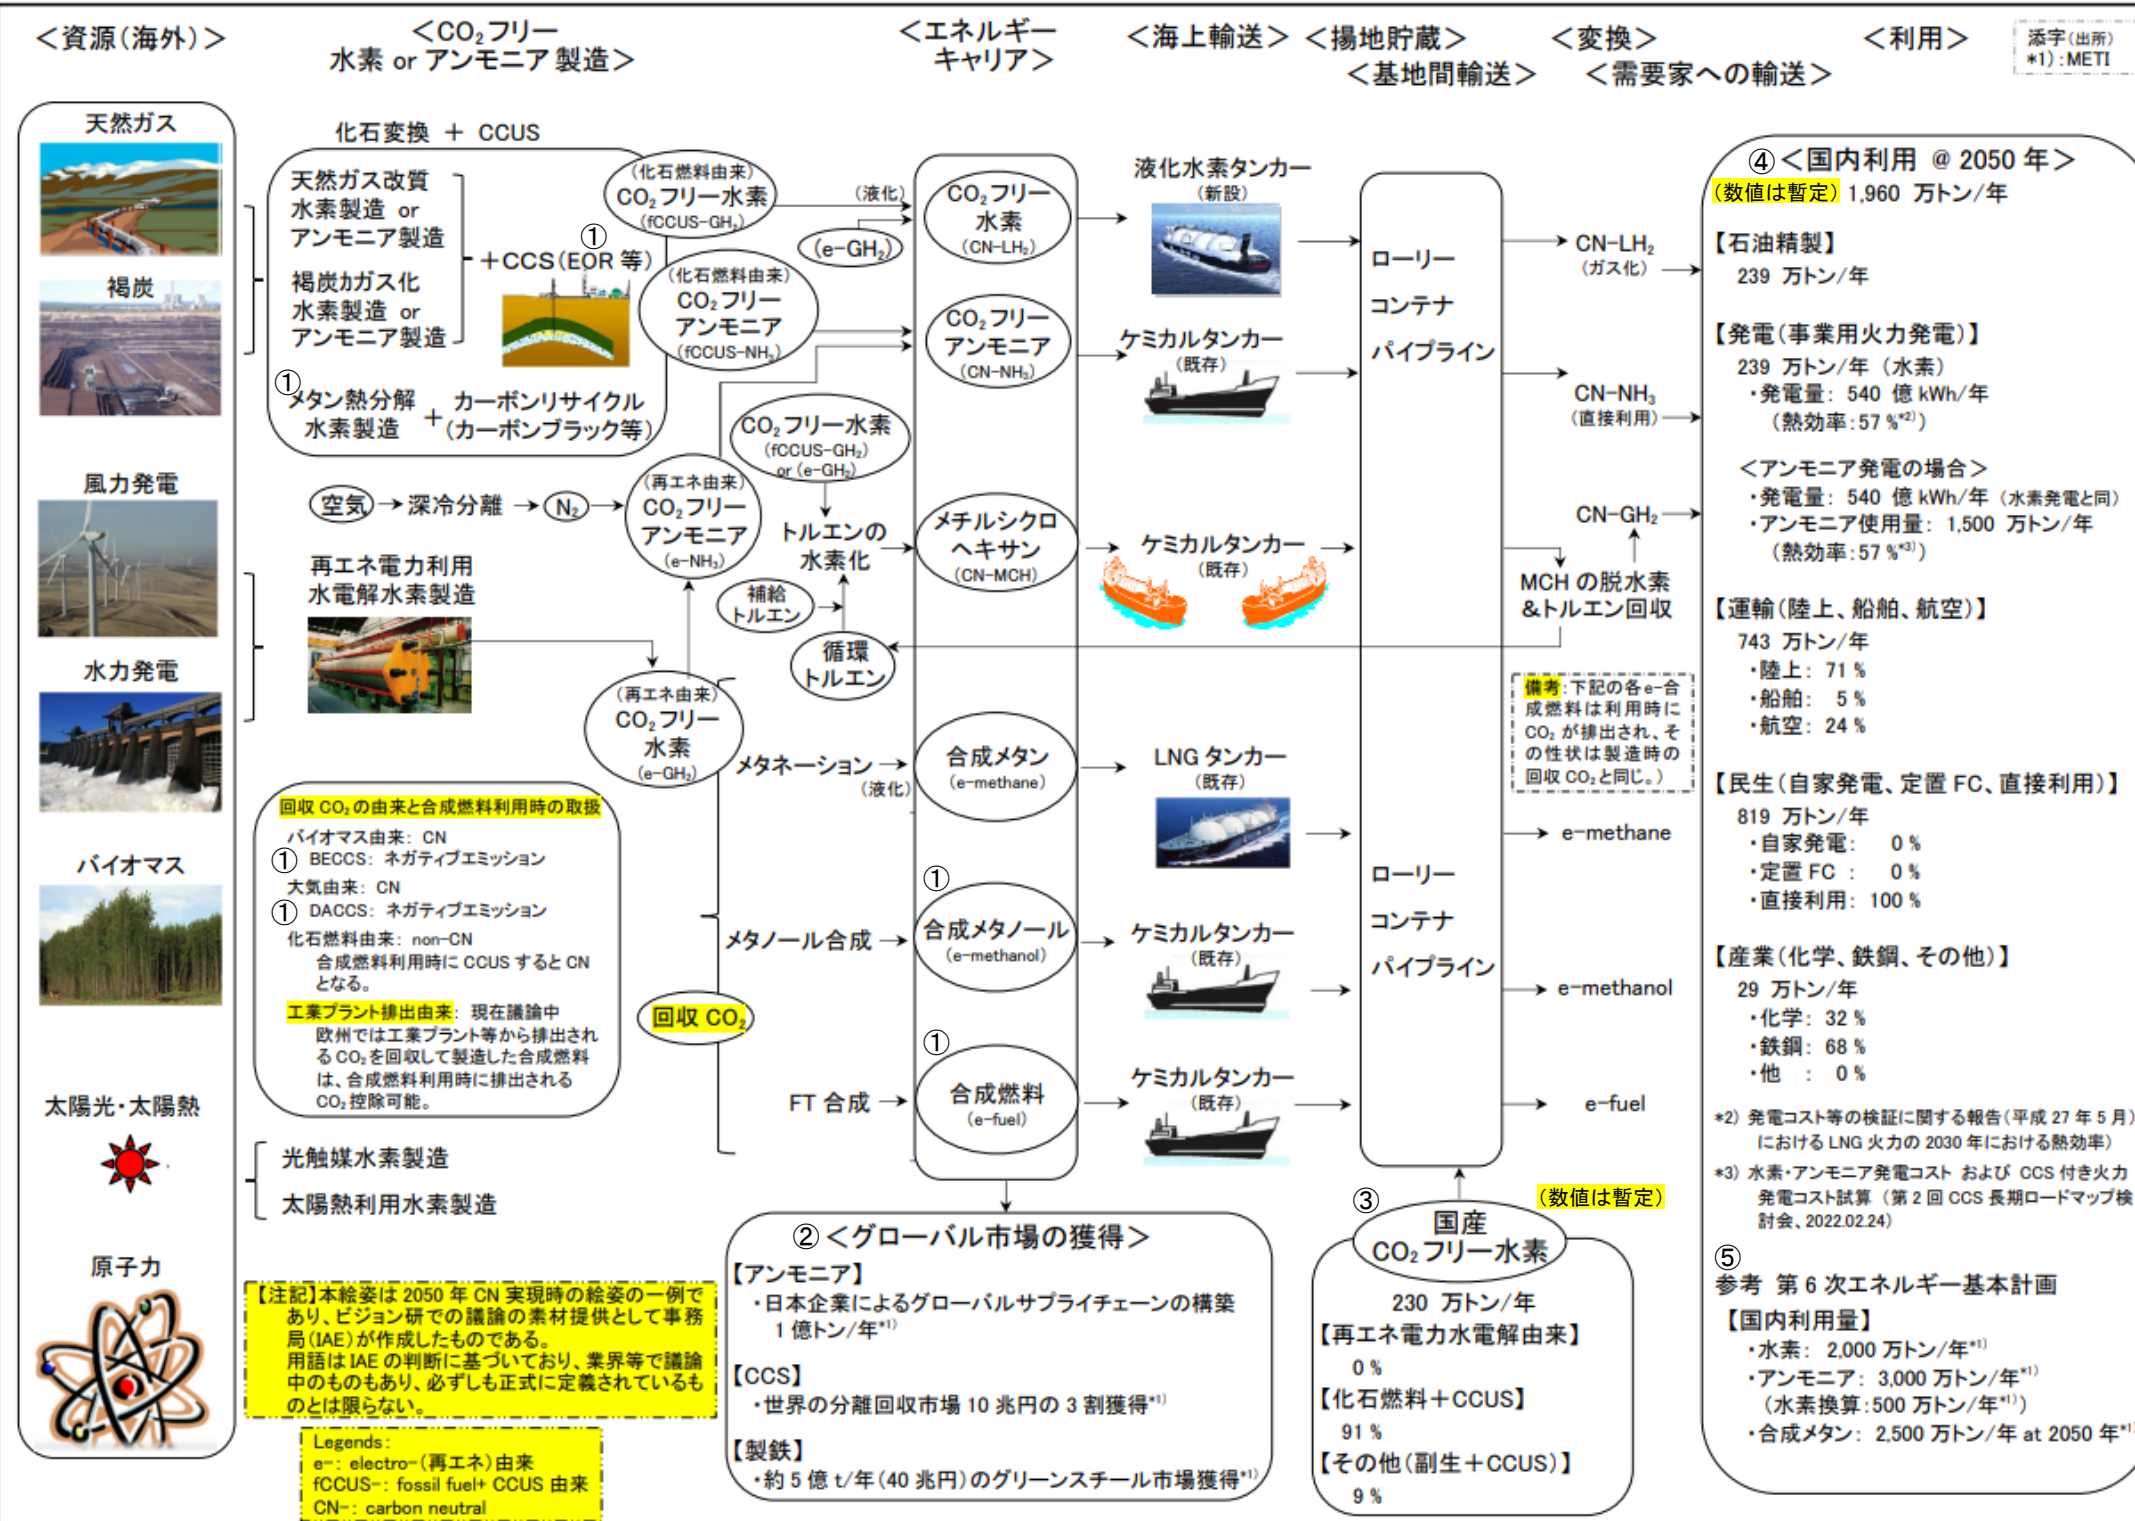 ＜資源(海外)＞
＜CO₂フリー
水素 or アンモニア 製造＞
＜エネルギー
キャリア＞
＜海上輸送＞
＜揚地貯蔵＞
＜基地間輸送＞
＜変換＞
＜需要家への輸送＞
＜利用＞
添字(出所)
*1)：METI
天然ガス
褐炭
風力発電
水力発電
バイオマス
太陽光・太陽熱
原子力
化石変換 ＋ CCUS
天然ガス改質
水素製造 or
アンモニア製造
褐炭カガス化
水素製造 or
アンモニア製造
①
＋CCS(EOR 等)
①
メタン熱分解
水素製造
＋
カーボンリサイクル
(カーボンブラック等)
(化石燃料由来)
CO₂フリー水素
(fCCUS-GH₂)
(化石燃料由来)
CO₂フリー
アンモニア
(fCCUS-NH₃)
(液化)
(e-GH₂)
空気
深冷分離
N₂
(再エネ由来)
CO₂フリー
アンモニア
(e-NH₃)
CO₂フリー水素
(fCCUS-GH₂)
or (e-GH₂)
トルエンの
水素化
補給
トルエン
循環
トルエン
再エネ電力利用
水電解水素製造
(再エネ由来)
CO₂フリー
水素
(e-GH₂)
メタネーション
(液化)
メタノール合成
FT 合成
回収 CO₂
回収 CO₂の由来と合成燃料利用時の取扱
バイオマス由来： CN
① BECCS： ネガティブエミッション
大気由来： CN
① DACCS： ネガティブエミッション
化石燃料由来： non-CN
合成燃料利用時に CCUS すると CN
となる。
工業プラント排出由来： 現在議論中
欧州では工業プラント等から排出され
る CO₂を回収して製造した合成燃料
は、合成燃料利用時に排出される
CO₂控除可能。
光触媒水素製造
太陽熱利用水素製造
【注記】本絵姿は 2050 年 CN 実現時の絵姿の一例で
あり、ビジョン研での議論の素材提供として事務
局(IAE)が作成したものである。
用語は IAE の判断に基づいており、業界等で議論
中のものもあり、必ずしも正式に定義されているも
のとは限らない。
Legends：
e-： electro-(再エネ)由来
fCCUS-： fossil fuel+ CCUS 由来
CN-： carbon neutral
CO₂フリー
水素
(CN-LH₂)
CO₂フリー
アンモニア
(CN-NH₃)
メチルシクロ
ヘキサン
(CN-MCH)
合成メタン
(e-methane)
①
合成メタノール
(e-methanol)
①
合成燃料
(e-fuel)
液化水素タンカー
(新設)
ケミカルタンカー
(既存)
ケミカルタンカー
(既存)
LNG タンカー
(既存)
ケミカルタンカー
(既存)
ケミカルタンカー
(既存)
ローリー
コンテナ
パイプライン
ローリー
コンテナ
パイプライン
CN-LH₂
(ガス化)
CN-NH₃
(直接利用)
CN-GH₂
MCH の脱水素
&トルエン回収
備考：下記の各e-合
成燃料は利用時に
CO₂ が排出され、そ
の性状は製造時の
回収 CO₂と同じ。)
e-methane
e-methanol
e-fuel
② ＜グローバル市場の獲得＞
【アンモニア】
・日本企業によるグローバルサプライチェーンの構築
1 億トン/年*¹⁾
【CCS】
・世界の分離回収市場 10 兆円の 3 割獲得*¹⁾
【製鉄】
・約 5 億 t/年(40 兆円)のグリーンスチール市場獲得*¹⁾
③
(数値は暫定)
国産
CO₂フリー水素
230 万トン/年
【再エネ電力水電解由来】
0 %
【化石燃料＋CCUS】
91 %
【その他(副生＋CCUS)】
9 %
④ ＜国内利用 @ 2050 年＞
(数値は暫定) 1,960 万トン/年
【石油精製】
239 万トン/年
【発電(事業用火力発電)】
239 万トン/年 (水素)
・発電量： 540 億 kWh/年
(熱効率：57 %*²⁾)
＜アンモニア発電の場合＞
・発電量： 540 億 kWh/年 (水素発電と同)
・アンモニア使用量： 1,500 万トン/年
(熱効率：57 %*³⁾)
【運輸(陸上、船舶、航空)】
743 万トン/年
・陸上： 71 %
・船舶： 5 %
・航空： 24 %
【民生(自家発電、定置 FC、直接利用)】
819 万トン/年
・自家発電： 0 %
・定置 FC ： 0 %
・直接利用： 100 %
【産業(化学、鉄鋼、その他)】
29 万トン/年
・化学： 32 %
・鉄鋼： 68 %
・他 ： 0 %
*2) 発電コスト等の検証に関する報告(平成 27 年 5 月)
における LNG 火力の 2030 年における熱効率)
*3) 水素・アンモニア発電コスト および CCS 付き火力
発電コスト試算 (第 2 回 CCS 長期ロードマップ検
討会、2022.02.24)
⑤
参考 第 6 次エネルギー基本計画
【国内利用量】
・水素： 2,000 万トン/年*¹⁾
・アンモニア： 3,000 万トン/年*¹⁾
(水素換算：500 万トン/年*¹⁾)
・合成メタン： 2,500 万トン/年 at 2050 年*¹⁾